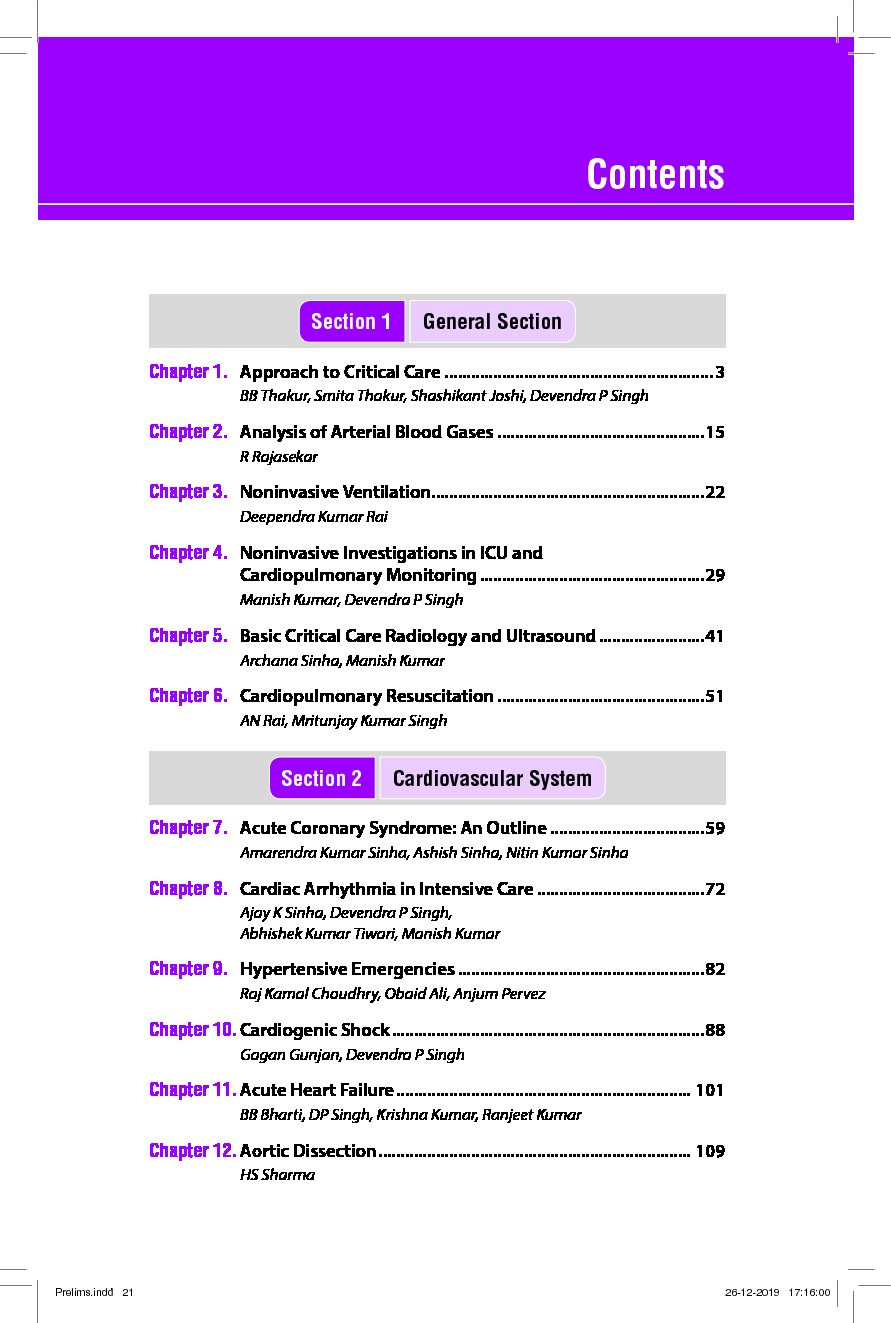 Contents
Section 1 General Section
Chapter 1. Approach to Critical Care ............................................................. 3
BB Thakur, Smita Thakur, Shashikant Joshi, Devendra P Singh
Chapter 2. Analysis of Arterial Blood Gases ............................................... 15
R Rajasekar
Chapter 3. Noninvasive Ventilation.............................................................. 22
Deependra Kumar Rai
Chapter 4. Noninvasive Investigations in ICU and
Cardiopulmonary Monitoring ................................................... 29
Manish Kumar, Devendra P Singh
Chapter 5. Basic Critical Care Radiology and Ultrasound ........................ 41
Archana Sinha, Manish Kumar
Chapter 6. Cardiopulmonary Resuscitation ............................................... 51
AN Rai, Mritunjay Kumar Singh
Section 2 Cardiovascular System
Chapter 7. Acute Coronary Syndrome: An Outline ................................... 59
Amarendra Kumar Sinha, Ashish Sinha, Nitin Kumar Sinha
Chapter 8. Cardiac Arrhythmia in Intensive Care ...................................... 72
Ajay K Sinha, Devendra P Singh,
Abhishek Kumar Tiwari, Manish Kumar
Chapter 9. Hypertensive Emergencies ........................................................ 82
Raj Kamal Choudhry, Obaid Ali, Anjum Pervez
Chapter 10. Cardiogenic Shock ....................................................................... 88
Gagan Gunjan, Devendra P Singh
Chapter 11. Acute Heart Failure ................................................................... 101
BB Bharti, DP Singh, Krishna Kumar, Ranjeet Kumar
Chapter 12. Aortic Dissection ....................................................................... 109
HS Sharma
Prelims.indd 21 26-12-2019 17:16:00